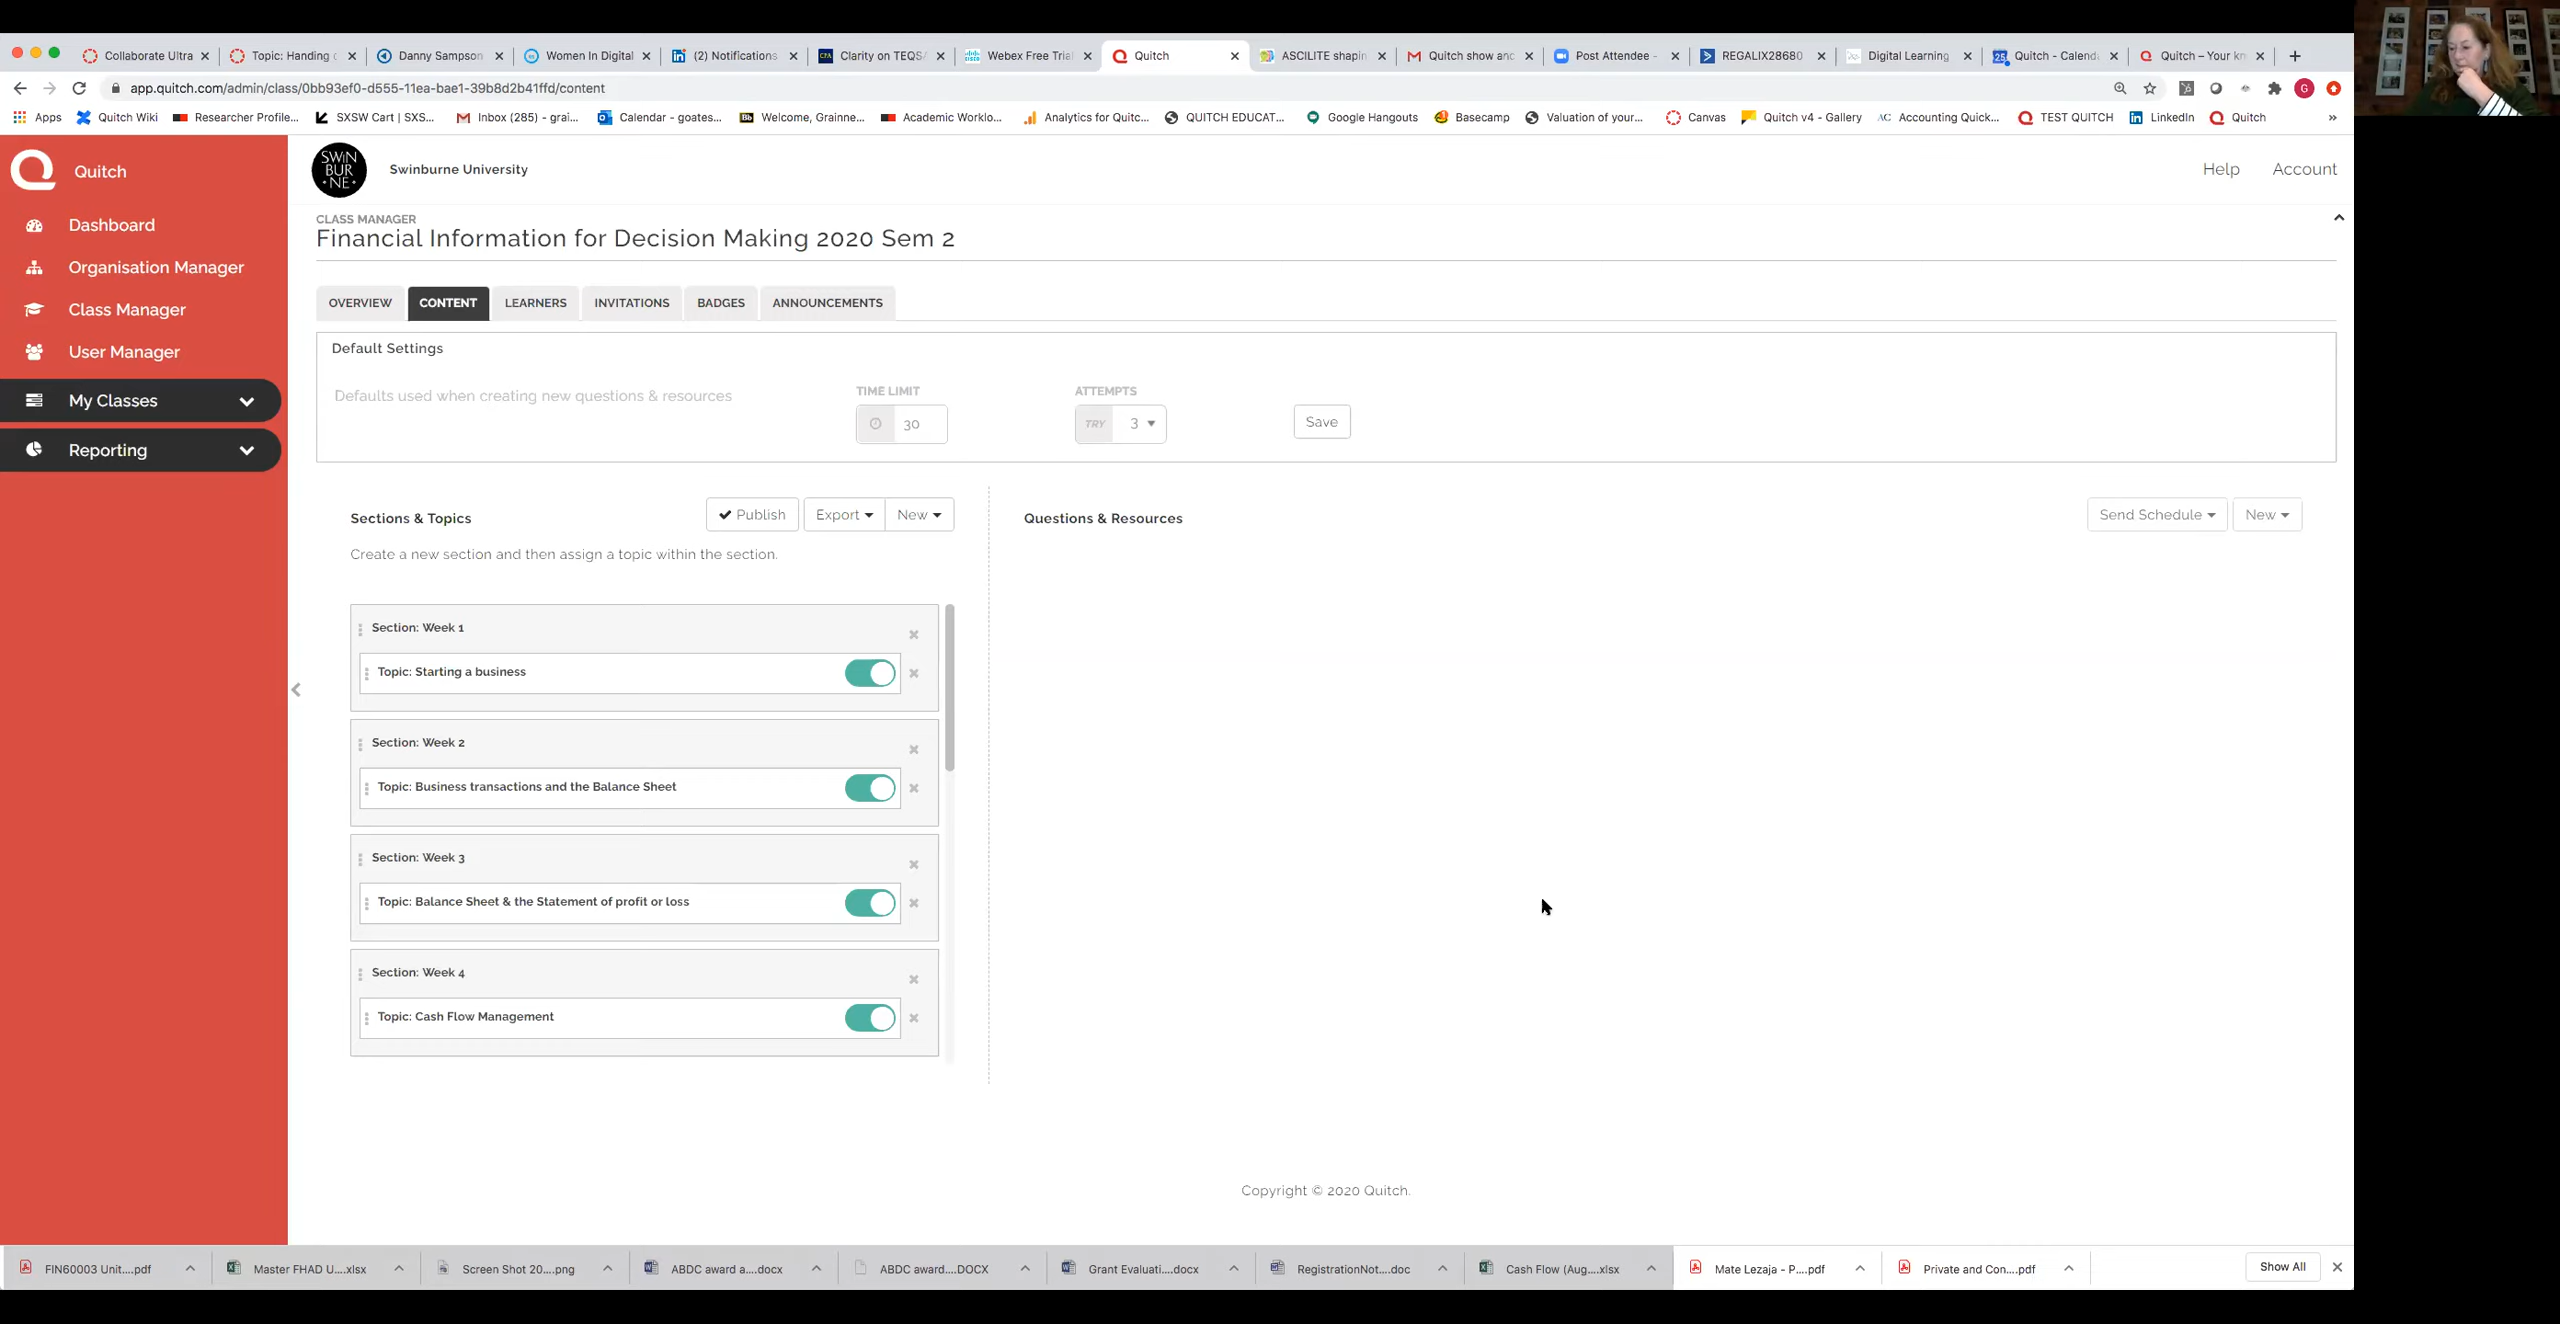 Collaborate Ultra
Topic: Handing c
Danny Sampson
Women In Digital
(2) Notifications
Clarity on TEQSA
Webex Free Trial
Quitch
ASCILITE shapin
Quitch show and
Post Attendee -
REGALIX28680
Digital Learning
Quitch - Calend
Quitch – Your kn
app.quitch.com/admin/class/0bb93ef0-d555-11ea-bae1-39b8d2b41ffd/content
G
Apps
Quitch Wiki
Researcher Profile...
SXSW Cart | SXS...
Inbox (285) - grai...
Calendar - goates...
Welcome, Grainne...
Academic Worklo...
Analytics for Quitc...
QUITCH EDUCAT...
Google Hangouts
Basecamp
Valuation of your...
Canvas
Quitch v4 - Gallery
Accounting Quick...
TEST QUITCH
LinkedIn
Quitch
»
Quitch
SWIN
BUR
NE
Swinburne University
Help
Account
Dashboard
Organisation Manager
Class Manager
User Manager
My Classes
Reporting
CLASS MANAGER
Financial Information for Decision Making 2020 Sem 2
OVERVIEW
CONTENT
LEARNERS
INVITATIONS
BADGES
ANNOUNCEMENTS
Default Settings
Defaults used when creating new questions & resources
TIME LIMIT
30
ATTEMPTS
TRY
3
Save
Sections & Topics
Publish
Export
New
Create a new section and then assign a topic within the section.
Section: Week 1
Topic: Starting a business
Section: Week 2
Topic: Business transactions and the Balance Sheet
Section: Week 3
Topic: Balance Sheet & the Statement of profit or loss
Section: Week 4
Topic: Cash Flow Management
Questions & Resources
Send Schedule
New
Copyright © 2020 Quitch.
FIN60003 Unit....pdf
Master FHAD U....xlsx
Screen Shot 20....png
ABDC award a....docx
ABDC award....DOCX
Grant Evaluati....docx
RegistrationNot....doc
Cash Flow (Aug....xlsx
Mate Lezaja - P....pdf
Private and Con....pdf
Show All